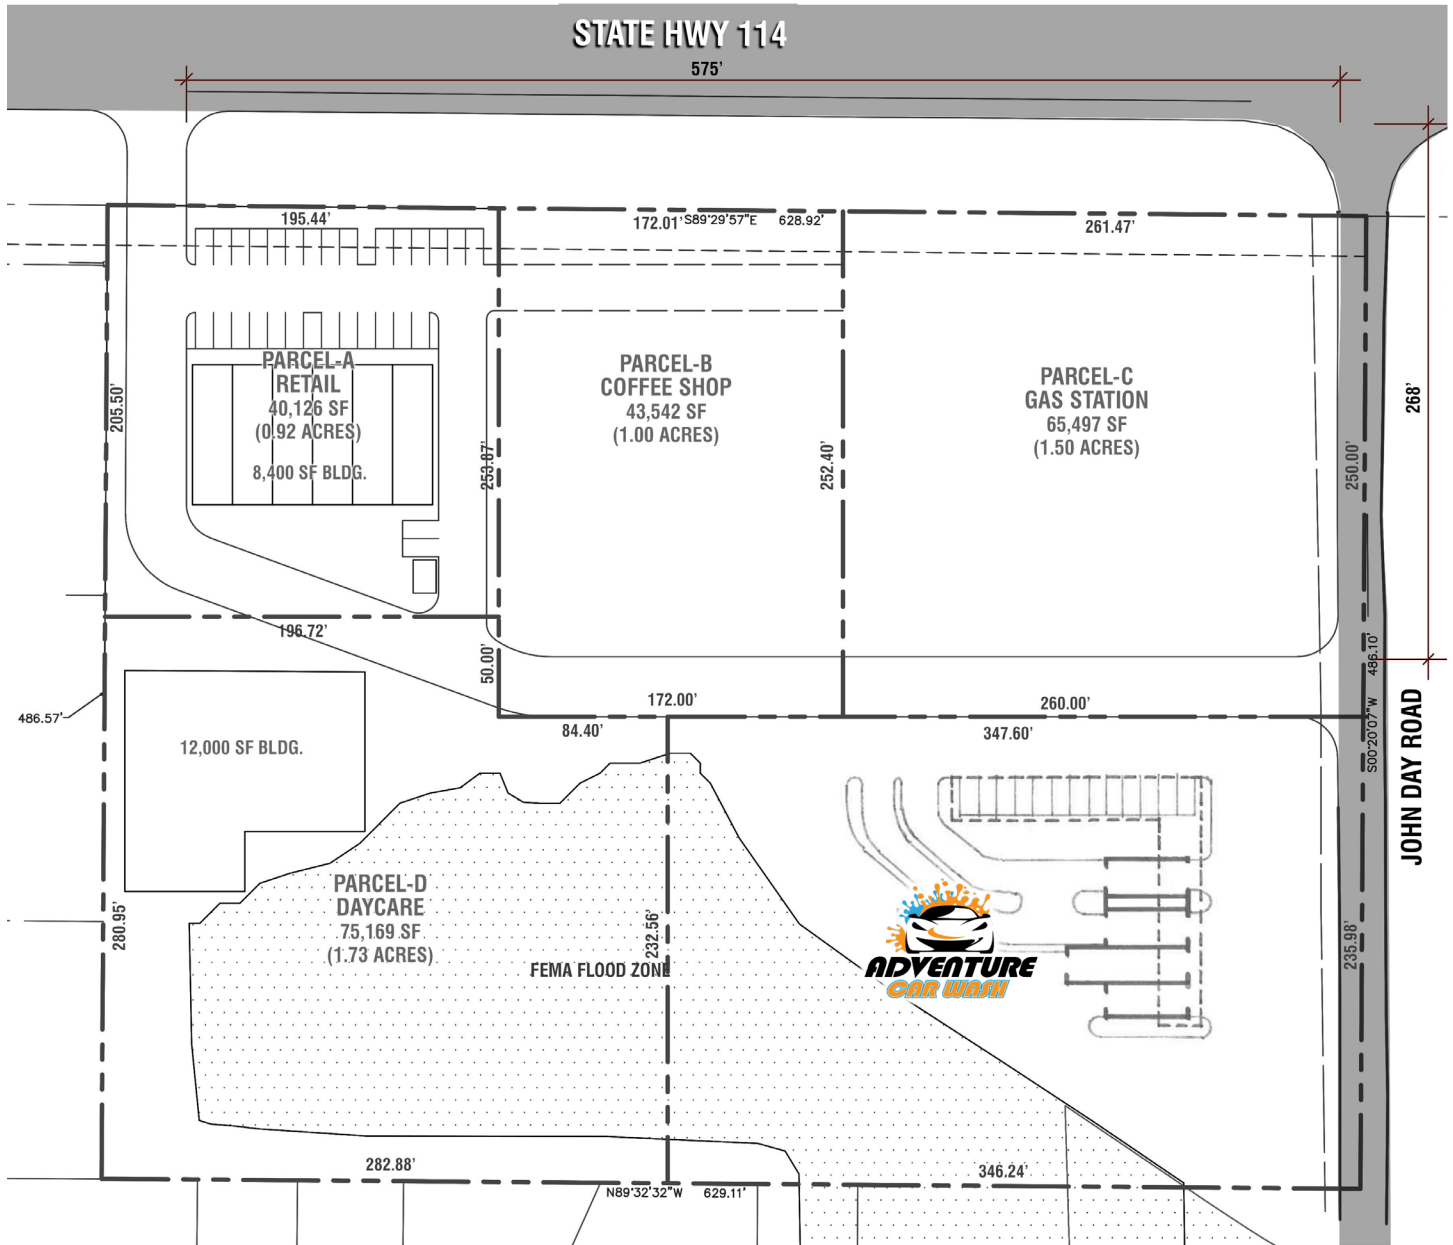 STATE HWY 114
575'
195.44'
172.01'
S89°29'57"E
628.92'
261.47'
205.50'
PARCEL-A
RETAIL
40,126 SF
(0.92 ACRES)
8,400 SF BLDG.
253.87'
PARCEL-B
COFFEE SHOP
43,542 SF
(1.00 ACRES)
252.40'
PARCEL-C
GAS STATION
65,497 SF
(1.50 ACRES)
250.00'
268'
196.72'
50.00'
172.00'
260.00'
84.40'
347.60'
486.57'
S00°20'07"W 486.10'
JOHN DAY ROAD
12,000 SF BLDG.
280.95'
PARCEL-D
DAYCARE
75,169 SF
(1.73 ACRES)
FEMA FLOOD ZONE
232.56'
ADVENTURE
CAR WASH
235.98'
282.88'
346.24'
N89°32'32"W
629.11'